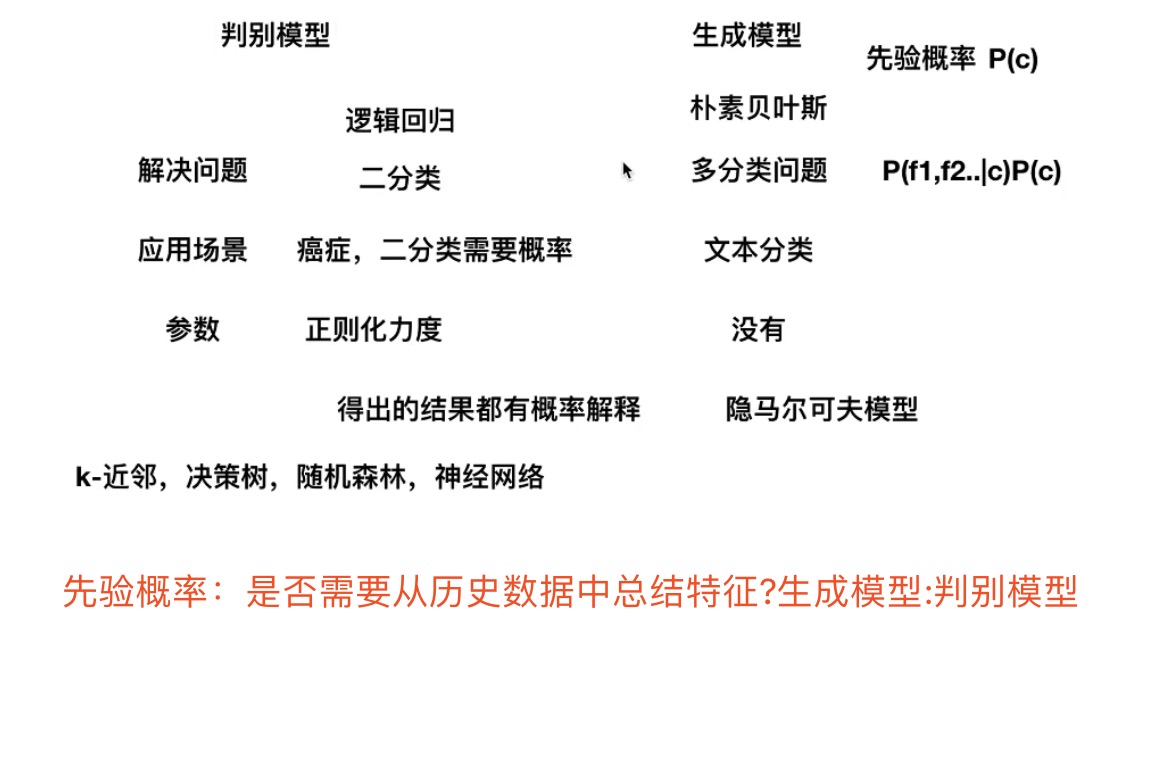 判别模型 生成模型
先验概率 P(c)
逻辑回归 朴素贝叶斯
解决问题 二分类 多分类问题 P(f1,f2..|c)P(c)
应用场景 癌症，二分类需要概率 文本分类
参数 正则化力度 没有
得出的结果都有概率解释 隐马尔可夫模型
k-近邻，决策树，随机森林，神经网络
先验概率：是否需要从历史数据中总结特征?生成模型:判别模型